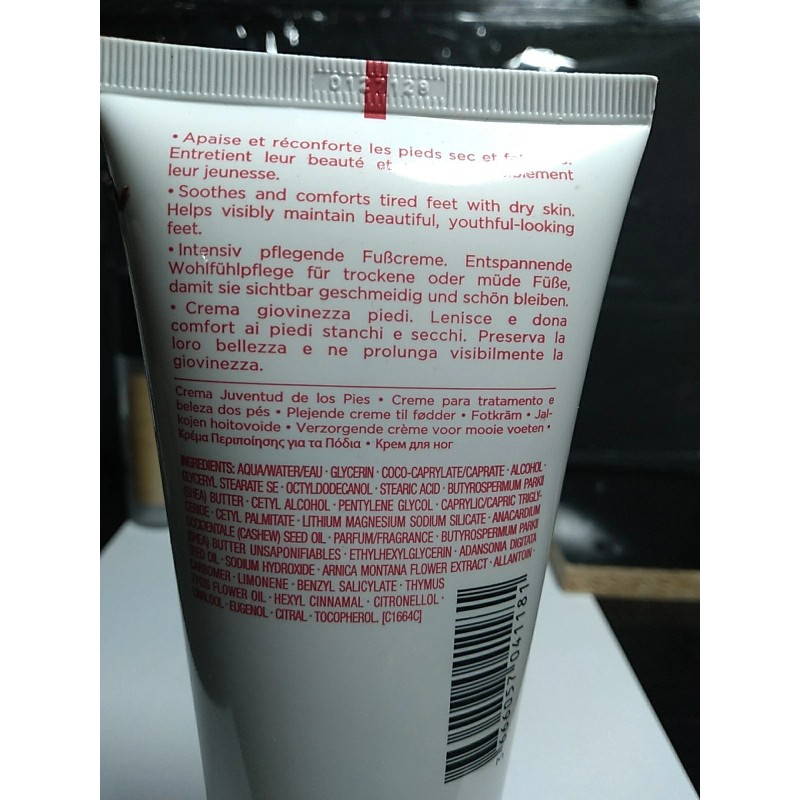 • Apaise et réconforte les pieds sec et
Entretient leur beauté et
leur jeunesse.
• Soothes and comforts tired feet with dry skin.
Helps visibly maintain beautiful, youthful-looking
feet.
• Intensiv pflegende Fußcreme. Entspannende
Wohlfühlpflege für trockene oder müde Füße,
damit sie sichtbar geschmeidig und schön bleiben.
• Crema giovinezza piedi. Lenisce e dona
comfort ai piedi stanchi e secchi. Preserva la
loro bellezza e ne prolunga visibilmente la
giovinezza.
Crema Juventud de los Pies • Creme para tratamento e
beleza dos pés • Plejende creme til fødder • Fotkräm • Jal-
kojen hoitovoide • Verzorgende crème voor mooie voeten •
Κρέμα Περιποίησης για τα Πόδια • Крем для ног
INGREDIENTS: AQUA/WATER/EAU · GLYCERIN · COCO-CAPRYLATE/CAPRATE · ALCOHOL ·
GLYCERYL STEARATE SE · OCTYLDODECANOL · STEARIC ACID · BUTYROSPERMUM PARKII
(SHEA) BUTTER · CETYL ALCOHOL · PENTYLENE GLYCOL · CAPRYLIC/CAPRIC TRIGLY-
CERIDE · CETYL PALMITATE · LITHIUM MAGNESIUM SODIUM SILICATE · ANACARDIUM
OCCIDENTALE (CASHEW) SEED OIL · PARFUM/FRAGRANCE · BUTYROSPERMUM PARKII
(SHEA) BUTTER UNSAPONIFIABLES · ETHYLHEXYLGLYCERIN · ADANSONIA DIGITATA
SEED OIL · SODIUM HYDROXIDE · ARNICA MONTANA FLOWER EXTRACT · ALLANTOIN ·
CARBOMER · LIMONENE · BENZYL SALICYLATE · THYMUS
FLOWER OIL · HEXYL CINNAMAL · CITRONELLOL ·
LINALOOL · EUGENOL · CITRAL · TOCOPHEROL. [C1664C]
3 666057 041181